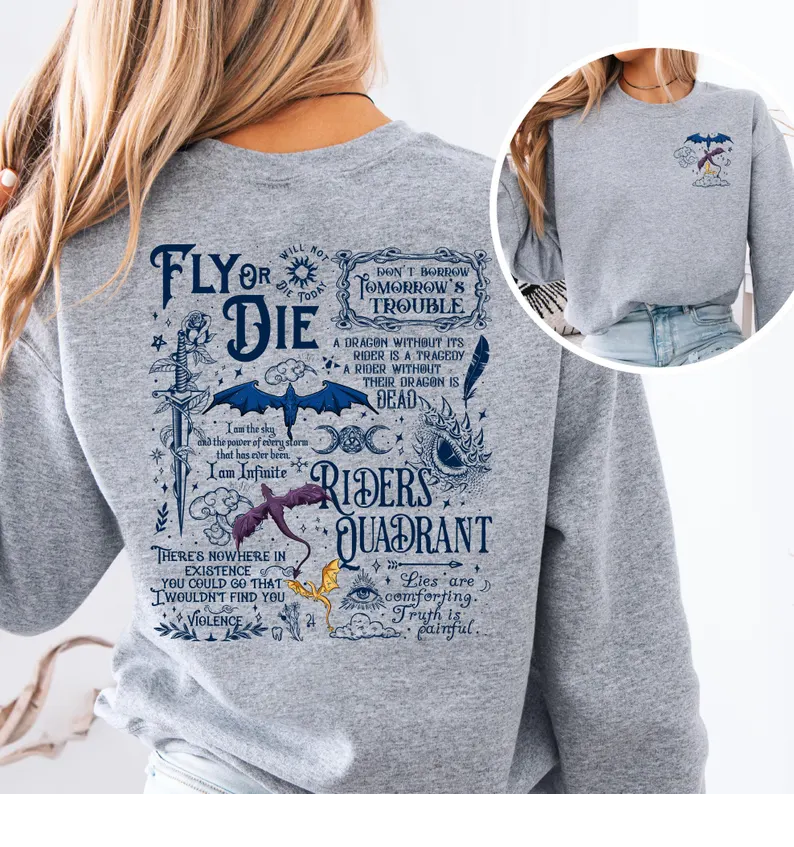 FLY OR
DIE
WILL NOT
DIE TODAY
DON'T BORROW
TOMORROW'S
TROUBLE
A DRAGON WITHOUT ITS
RIDER IS A TRAGEDY
A RIDER WITHOUT
THEIR DRAGON IS
DEAD
I am the sky
and the power of every storm
that has ever been.
I am Infinite
RIDERS
QUADRANT
THERE'S NOWHERE IN
EXISTENCE
YOU COULD GO THAT
I WOULDN'T FIND YOU
VIOLENCE
Lies are
comforting.
Truth is
painful.